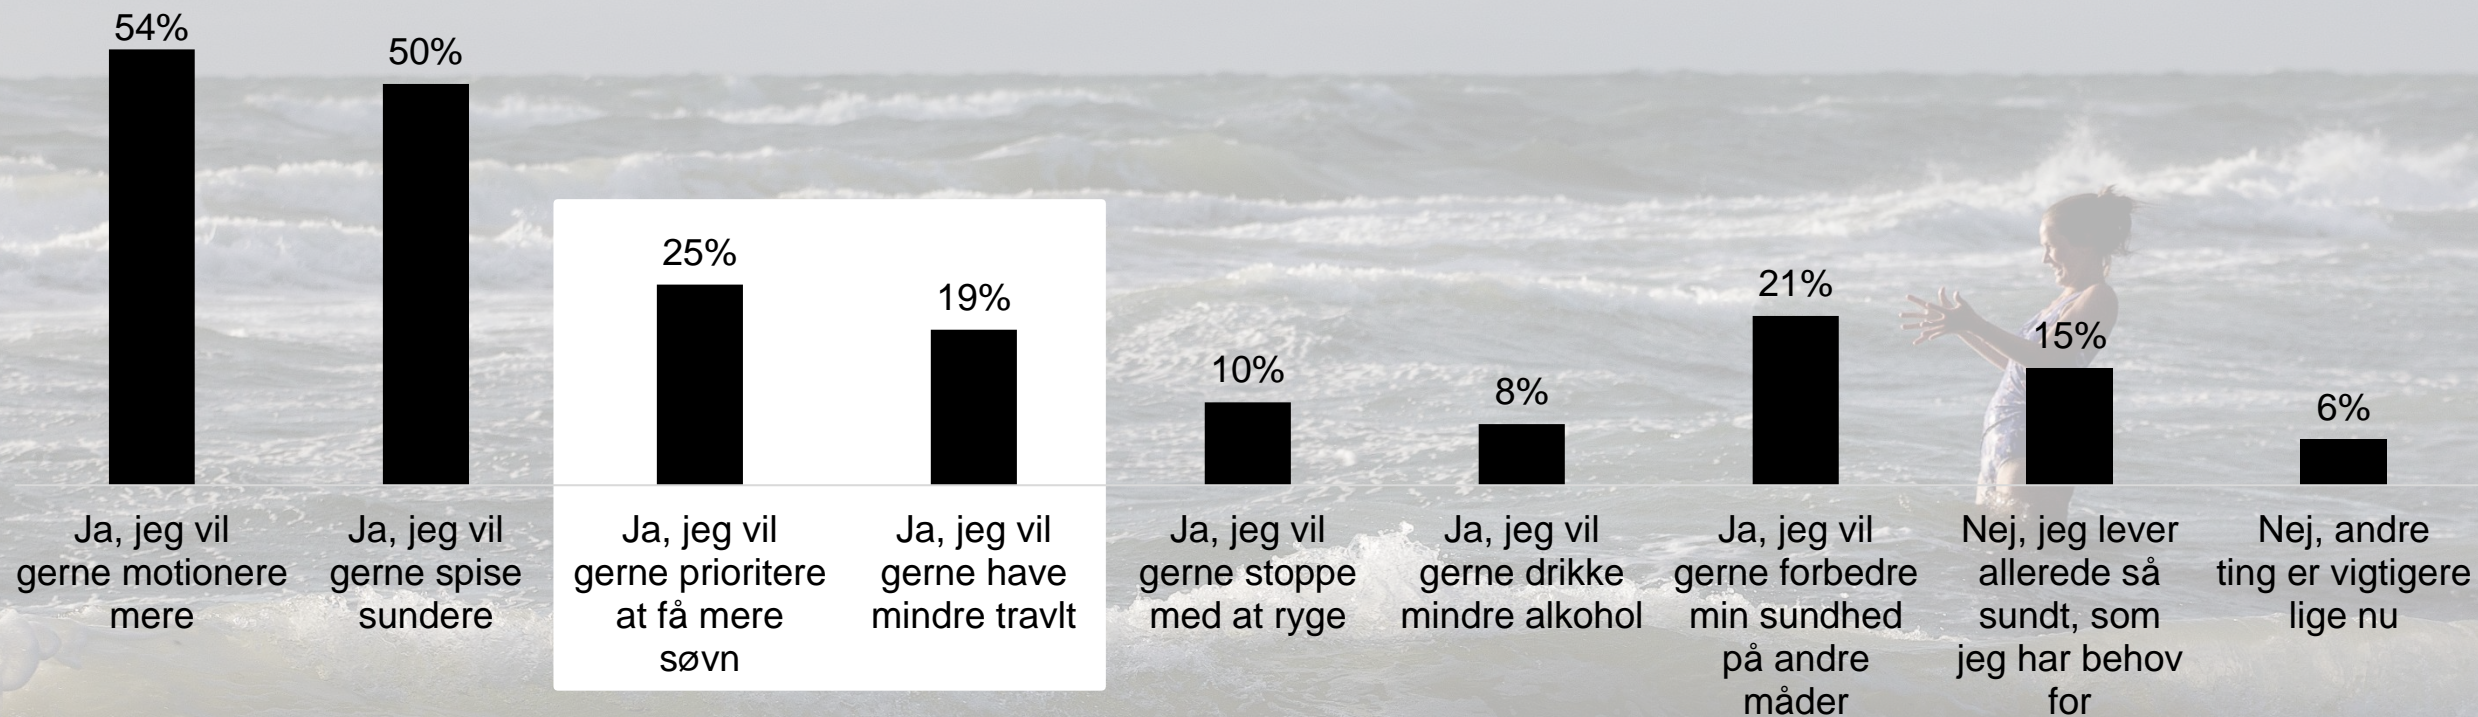 54%
50%
25%
19%
10%
8%
21%
15%
6%
Ja, jeg vil
gerne motionere
mere
Ja, jeg vil
gerne spise
sundere
Ja, jeg vil
gerne prioritere
at få mere
søvn
Ja, jeg vil
gerne have
mindre travlt
Ja, jeg vil
gerne stoppe
med at ryge
Ja, jeg vil
gerne drikke
mindre alkohol
Ja, jeg vil
gerne forbedre
min sundhed
på andre
måder
Nej, jeg lever
allerede så
sundt, som
jeg har behov
for
Nej, andre
ting er vigtigere
lige nu